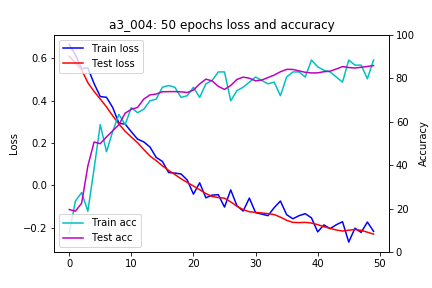 a3_004: 50 epochs loss and accuracy
Train loss
Test loss
Train acc
Test acc
Loss
0.6
0.4
0.2
0.0
−0.2
Accuracy
100
80
60
40
20
0
0
10
20
30
40
50